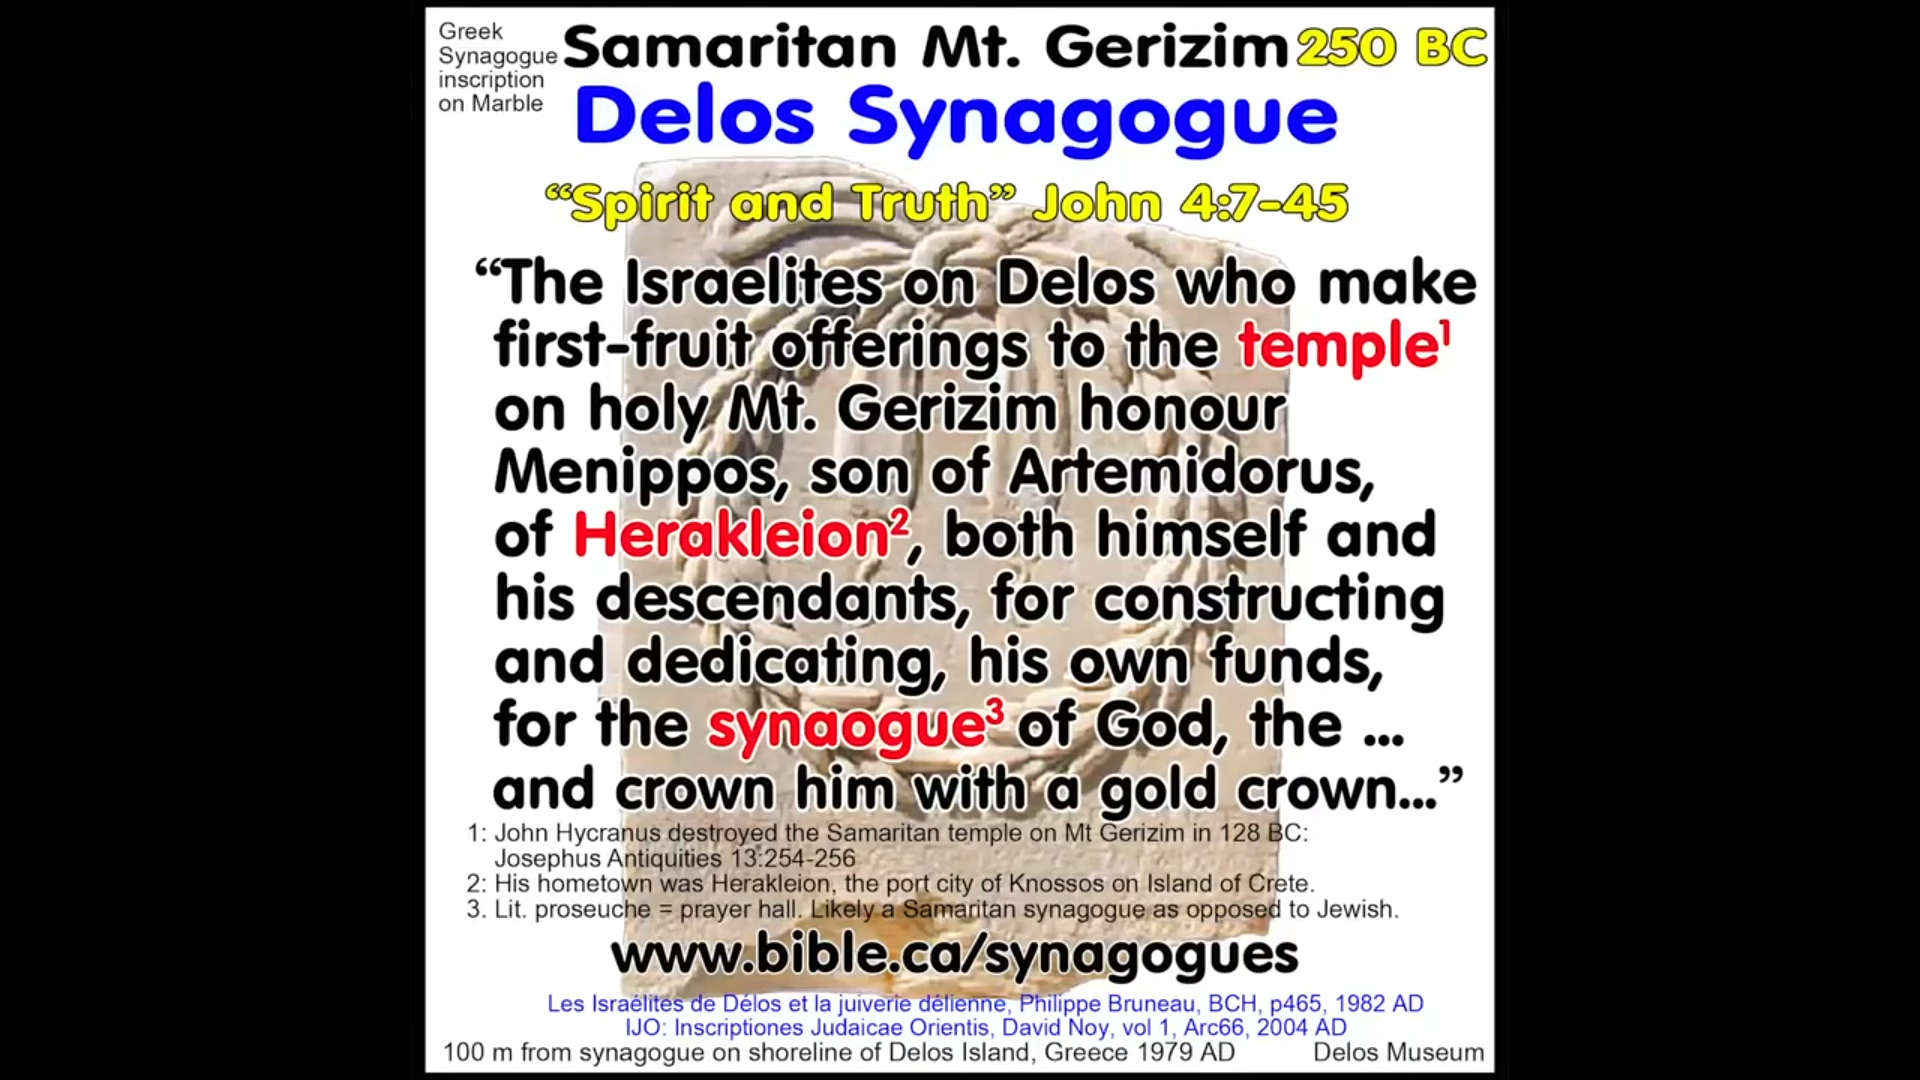 Greek
Synagogue
inscription
on Marble
Samaritan Mt. Gerizim 250 BC
Delos Synagogue
“Spirit and Truth” John 4:7-45
“The Israelites on Delos who make
first-fruit offerings to the temple¹
on holy Mt. Gerizim honour
Menippos, son of Artemidorus,
of Herakleion², both himself and
his descendants, for constructing
and dedicating, his own funds,
for the synaogue³ of God, the ...
and crown him with a gold crown...”
1: John Hycranus destroyed the Samaritan temple on Mt Gerizim in 128 BC:
Josephus Antiquities 13:254-256
2: His hometown was Herakleion, the port city of Knossos on Island of Crete.
3. Lit. proseuche = prayer hall. Likely a Samaritan synagogue as opposed to Jewish.
www.bible.ca/synagogues
Les Israélites de Délos et la juiverie délienne, Philippe Bruneau, BCH, p465, 1982 AD
IJO: Inscriptiones Judaicae Orientis, David Noy, vol 1, Arc66, 2004 AD
100 m from synagogue on shoreline of Delos Island, Greece 1979 AD Delos Museum